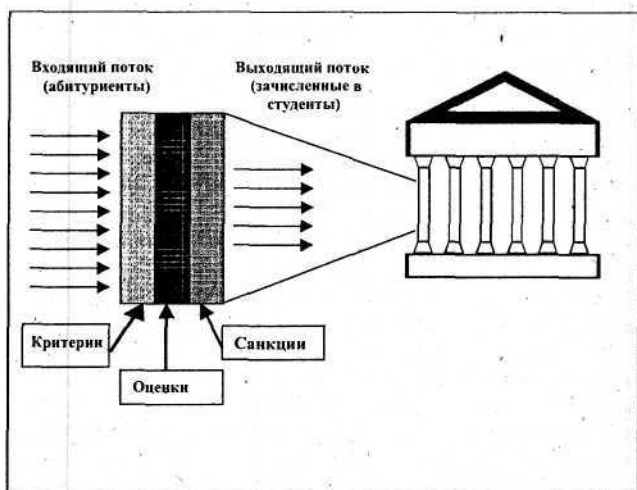 Входящий поток
(абитуриенты)
Выходящий поток
(зачисленные в
студенты)
Критерии
Оценки
Санкции